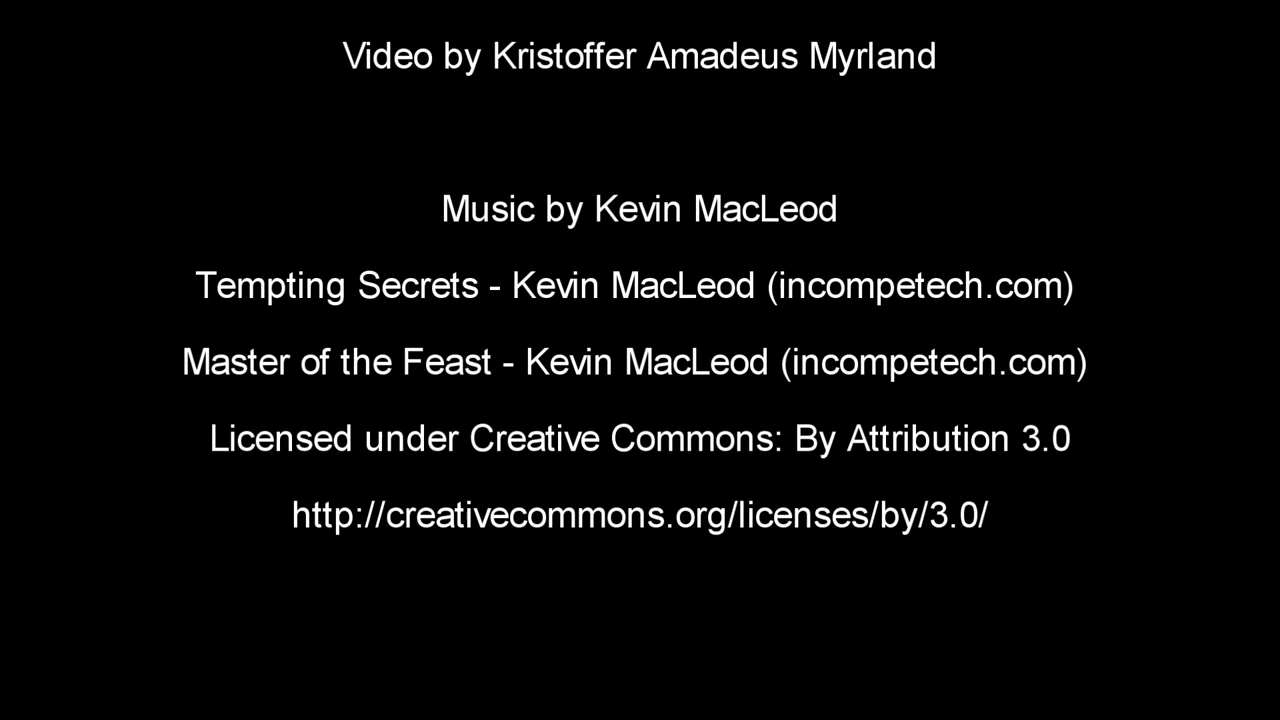 Video by Kristoffer Amadeus Myrland
Music by Kevin MacLeod
Tempting Secrets - Kevin MacLeod (incompetech.com)
Master of the Feast - Kevin MacLeod (incompetech.com)
Licensed under Creative Commons: By Attribution 3.0
http://creativecommons.org/licenses/by/3.0/